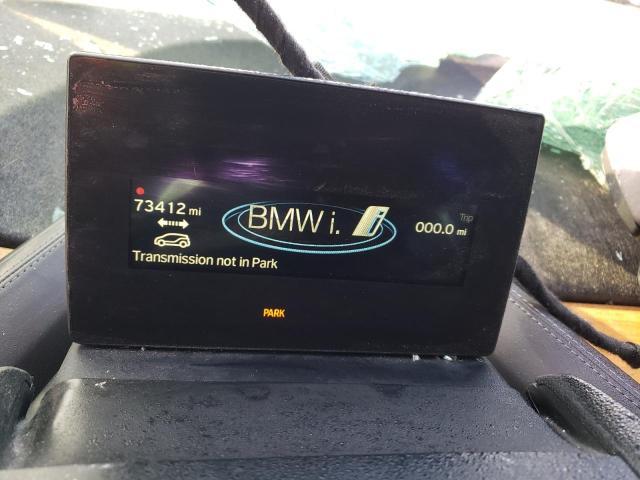 Trip
73412 mi
BMW i. i
000.0 mi
Transmission not in Park
PARK